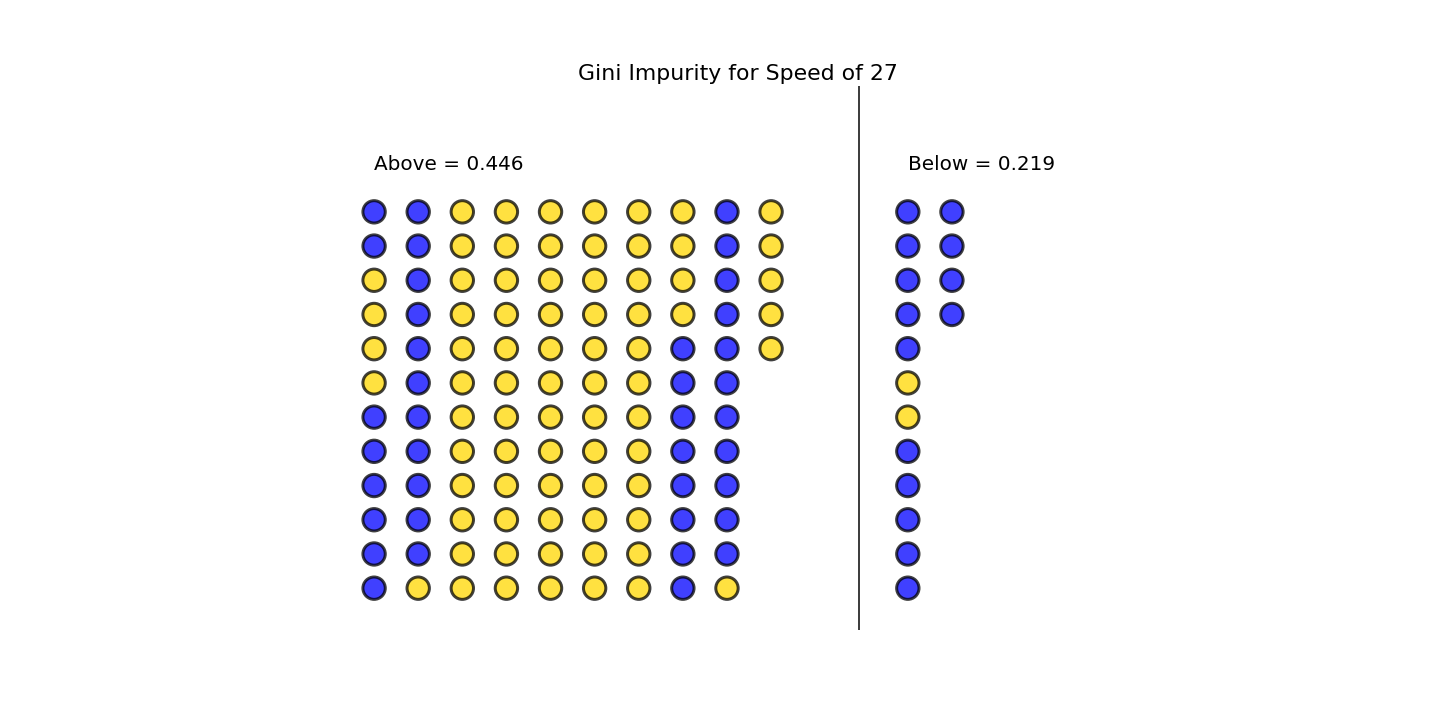 Gini Impurity for Speed of 27
Above = 0.446
Below = 0.219